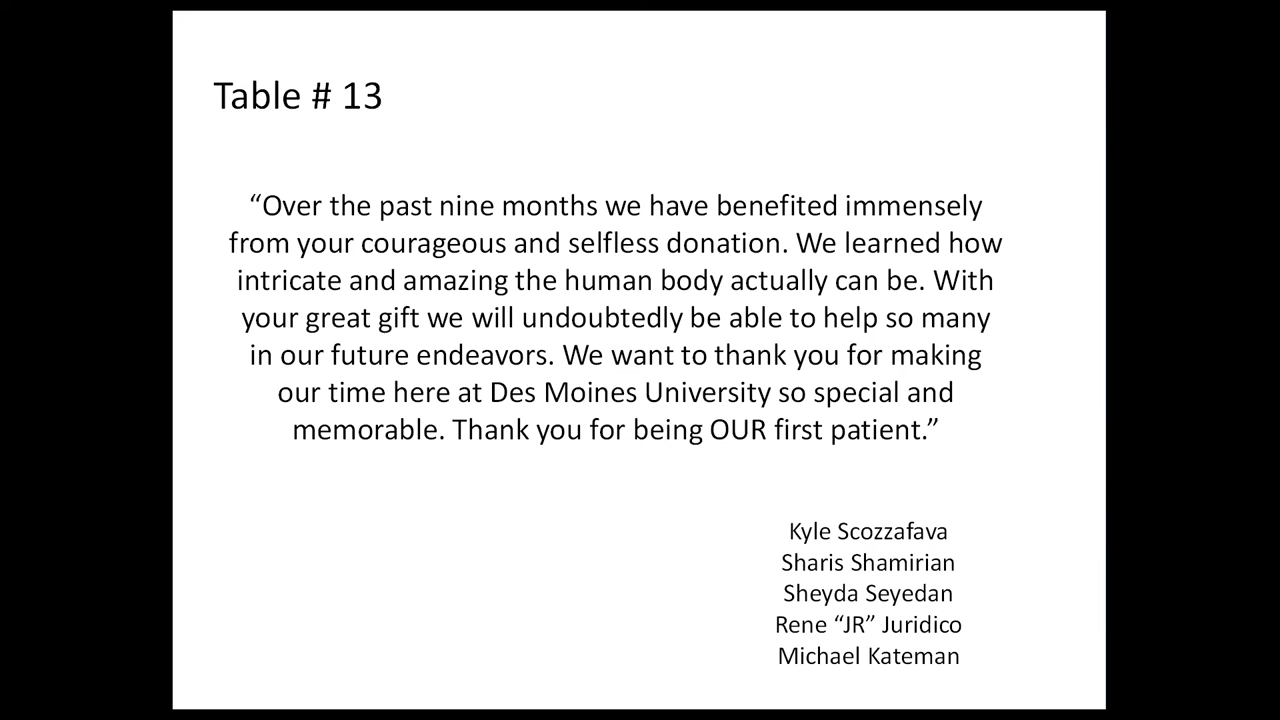 Table # 13
“Over the past nine months we have benefited immensely
from your courageous and selfless donation. We learned how
intricate and amazing the human body actually can be. With
your great gift we will undoubtedly be able to help so many
in our future endeavors. We want to thank you for making
our time here at Des Moines University so special and
memorable. Thank you for being OUR first patient.”
Kyle Scozzafava
Sharis Shamirian
Sheyda Seyedan
Rene “JR” Juridico
Michael Kateman